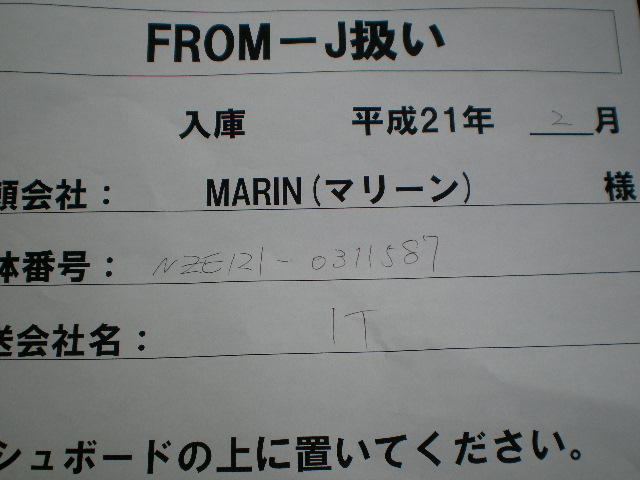 FROM－J扱い
入庫 平成21年 2 月
頼会社： MARIN(マリーン) 様
体番号： NZE121-0311587
送会社名： IT
シュボードの上に置いてください。